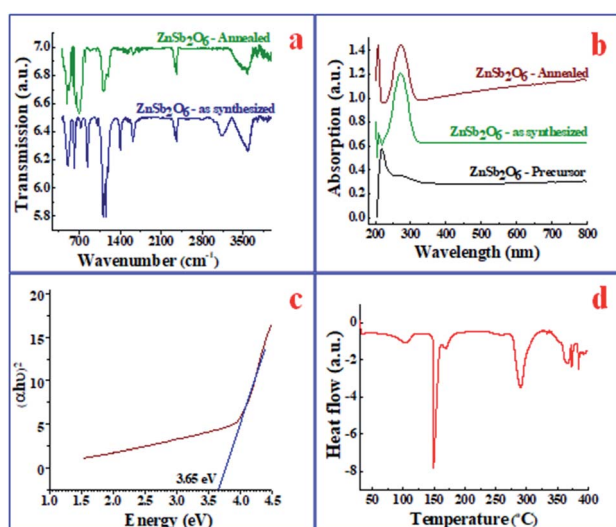 a
ZnSb2O6 - Annealed
ZnSb2O6 - as synthesized
Transmission (a.u.)
7.0
6.8
6.6
6.4
6.2
6.0
5.8
700 1400 2100 2800 3500
Wavenumber (cm-1)
b
ZnSb2O6 - Annealed
ZnSb2O6 - as synthesized
ZnSb2O6 - Precursor
Absorption (a.u.)
1.4
1.2
1.0
0.8
0.6
0.4
0.2
0.0
200 300 400 500 600 700 800
Wavelength (nm)
c
(αhυ)2
20
15
10
5
0
3.65 eV
1.0 1.5 2.0 2.5 3.0 3.5 4.0 4.5
Energy (eV)
d
Heat flow (a.u.)
0
-2
-4
-6
-8
50 100 150 200 250 300 350 400
Temperature (°C)